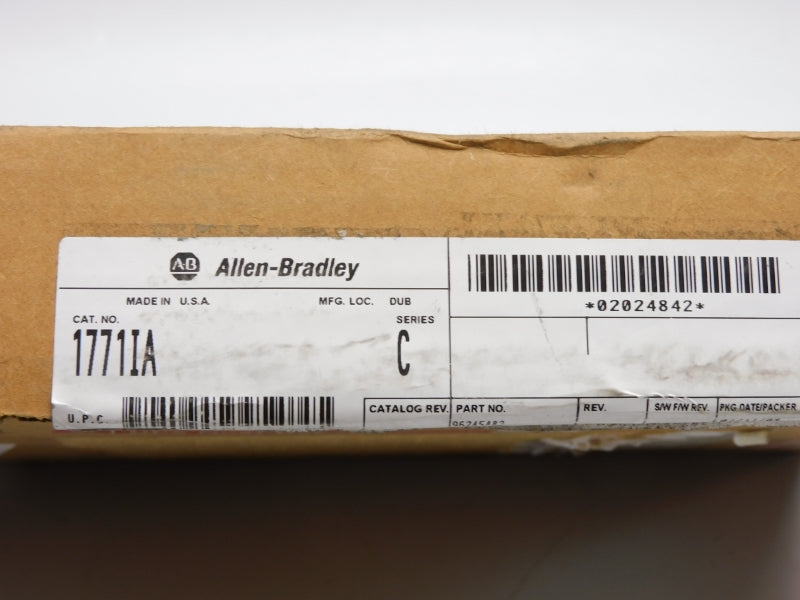 AB Allen-Bradley
MADE IN U.S.A.
MFG. LOC. DUB
CAT. NO.
SERIES
1771IA
C
U.P.C
*02024842*
CATALOG REV.
PART NO.
REV.
S/W F/W REV.
PKG. DATE/PACKER